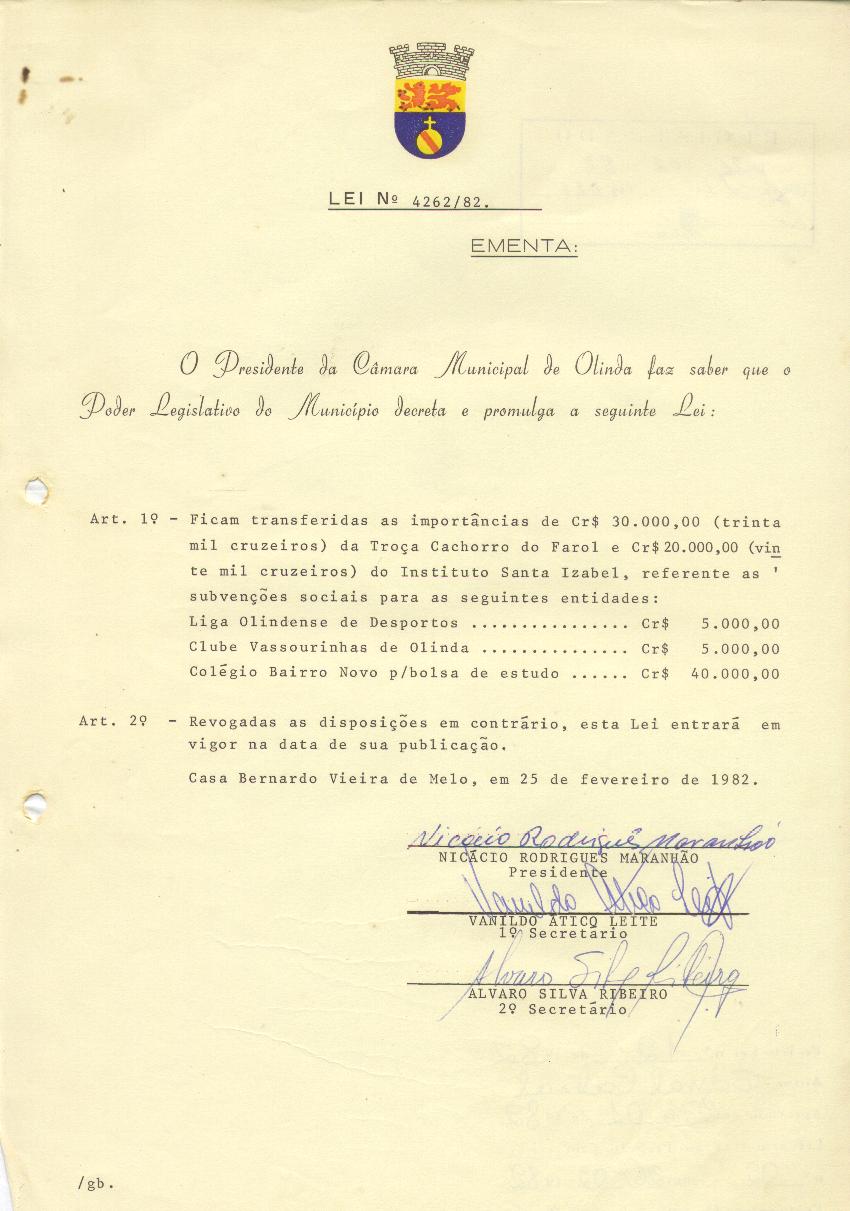 LEI Nº 4262/82.
EMENTA:
O Presidente da Câmara Municipal de Olinda faz saber que o
Poder Legislativo do Município decreta e promulga a seguinte Lei:
Art. 1º - Ficam transferidas as importâncias de Cr$ 30.000,00 (trinta
mil cruzeiros) da Troça Cachorro do Farol e Cr$ 20.000,00 (vin
te mil cruzeiros) do Instituto Santa Izabel, referente as '
subvenções sociais para as seguintes entidades:
Liga Olindense de Desportos ............... Cr$ 5.000,00
Clube Vassourinhas de Olinda .............. Cr$ 5.000,00
Colégio Bairro Novo p/bolsa de estudo ...... Cr$ 40.000,00
Art. 2º - Revogadas as disposições em contrário, esta Lei entrará em
vigor na data de sua publicação.
Casa Bernardo Vieira de Melo, em 25 de fevereiro de 1982.
Nicácio Rodrigues Maranhão
NICÁCIO RODRIGUES MARANHÃO
Presidente
Vanildo Ático Leite
VANILDO ÁTICO LEITE
1º Secretário
Alvaro Silva Ribeiro
ALVARO SILVA RIBEIRO
2º Secretário
/gb.